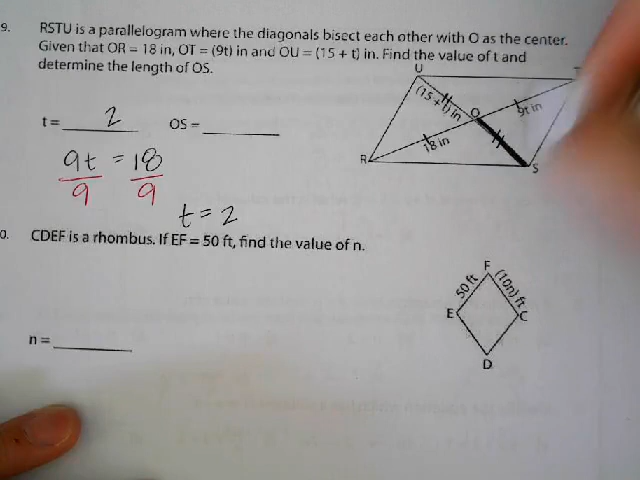 9. RSTU is a parallelogram where the diagonals bisect each other with O as the center.
Given that OR = 18 in, OT = (9t) in and OU = (15 + t) in. Find the value of t and
determine the length of OS.
U
(15 + t) in
O
9t in
t = 2 OS =
18 in
R
S
9t = 18
9 9
t = 2
0. CDEF is a rhombus. If EF = 50 ft, find the value of n.
F
50 ft
(10n) ft
E
C
n =
D